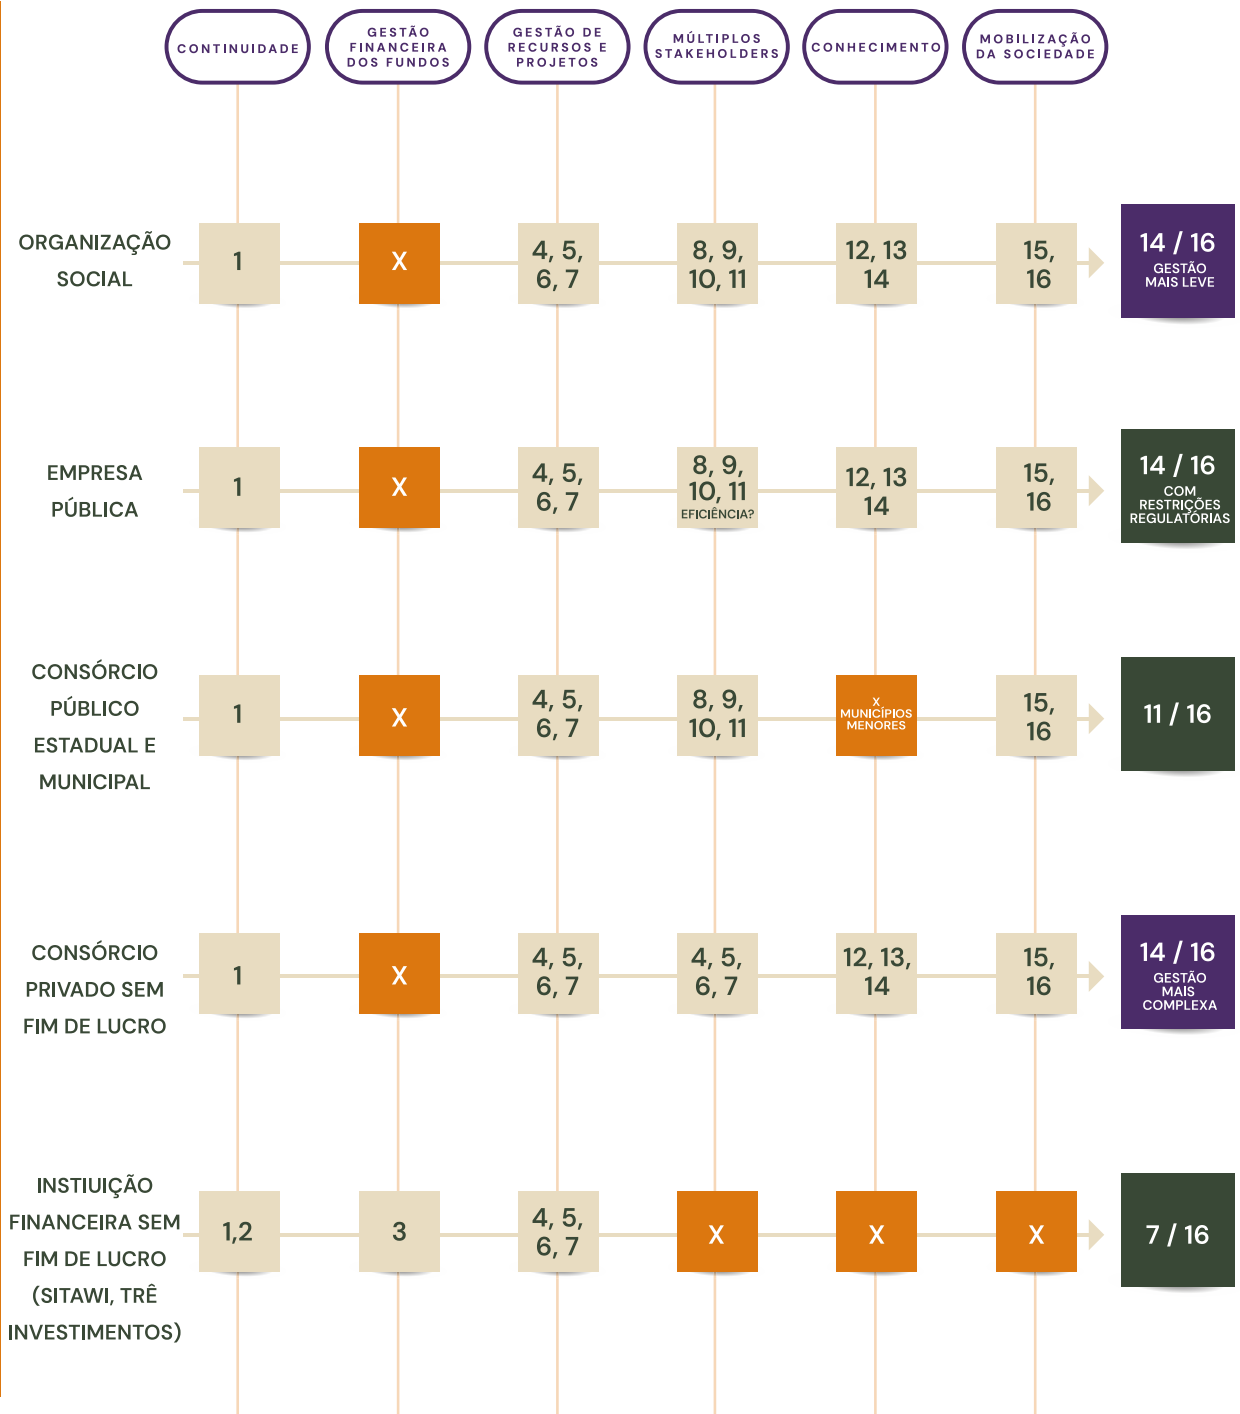 CONTINUIDADE
GESTÃO
FINANCEIRA
DOS FUNDOS
GESTÃO DE
RECURSOS E
PROJETOS
MÚLTIPLOS
STAKEHOLDERS
CONHECIMENTO
MOBILIZAÇÃO
DA SOCIEDADE
ORGANIZAÇÃO
SOCIAL
1
X
4, 5,
6, 7
8, 9,
10, 11
12, 13
14
15,
16
14 / 16
GESTÃO
MAIS LEVE
EMPRESA
PÚBLICA
1
X
4, 5,
6, 7
8, 9,
10, 11
EFICIÊNCIA?
12, 13
14
15,
16
14 / 16
COM
RESTRIÇÕES
REGULATÓRIAS
CONSÓRCIO
PÚBLICO
ESTADUAL E
MUNICIPAL
1
X
4, 5,
6, 7
8, 9,
10, 11
X
MUNICÍPIOS
MENORES
15,
16
11 / 16
CONSÓRCIO
PRIVADO SEM
FIM DE LUCRO
1
X
4, 5,
6, 7
4, 5,
6, 7
12, 13,
14
15,
16
14 / 16
GESTÃO
MAIS
COMPLEXA
INSTIUIÇÃO
FINANCEIRA SEM
FIM DE LUCRO
(SITAWI, TRÊ
INVESTIMENTOS)
1,2
3
4, 5,
6, 7
X
X
X
7 / 16